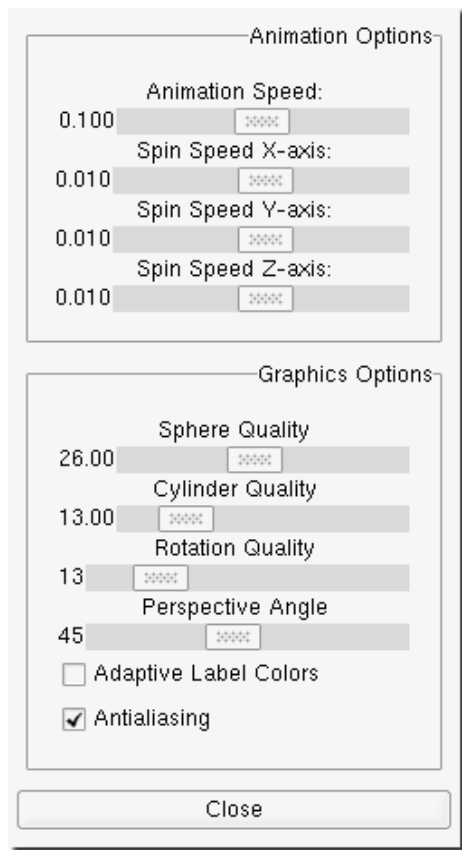 Animation Options
Animation Speed:
0.100
Spin Speed X-axis:
0.010
Spin Speed Y-axis:
0.010
Spin Speed Z-axis:
0.010
Graphics Options
Sphere Quality
26.00
Cylinder Quality
13.00
Rotation Quality
13
Perspective Angle
45
Adaptive Label Colors
Antialiasing
Close